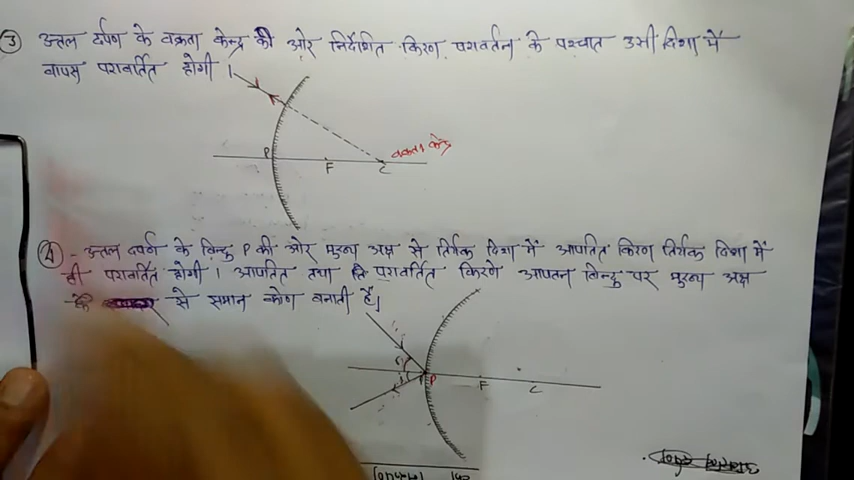 3 उत्तल दर्पण के वक्रता केन्द्र की ओर निर्देशित किरण परावर्तन के पश्चात उसी दिशा में
वापस परावर्तित होगी ।
वक्रता केन्द्र
P F C
4 - उत्तल दर्पण के बिन्दु P की ओर मुख्य अक्ष से तिर्यक दिशा में आपतित किरण तिर्यक दिशा में
ही परावर्तित होगी । आपतित तथा परावर्तित किरणे आपतन बिन्दु पर मुख्य अक्ष
से समान कोण बनाती हैं।
P F C